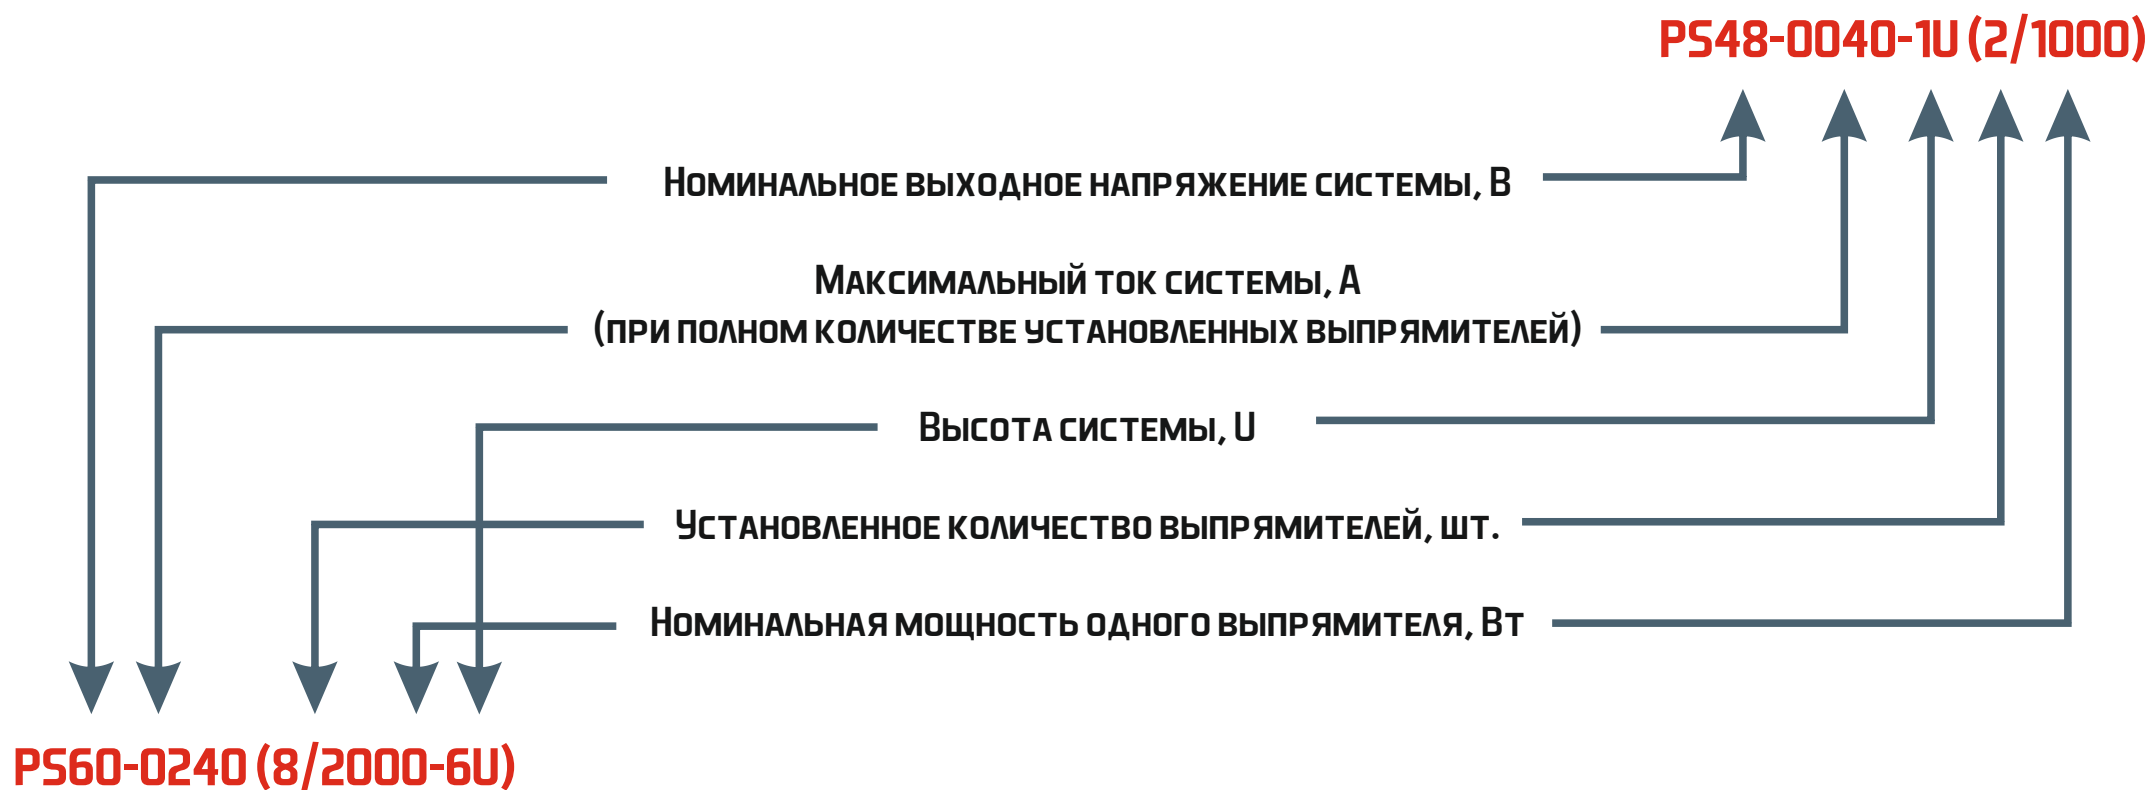 PS48-0040-1U (2/1000)
Номинальное выходное напряжение системы, В
Максимальный ток системы, А
(при полном количестве установленных выпрямителей)
Высота системы, U
Установленное количество выпрямителей, шт.
Номинальная мощность одного выпрямителя, Вт
PS60-0240 (8/2000-6U)